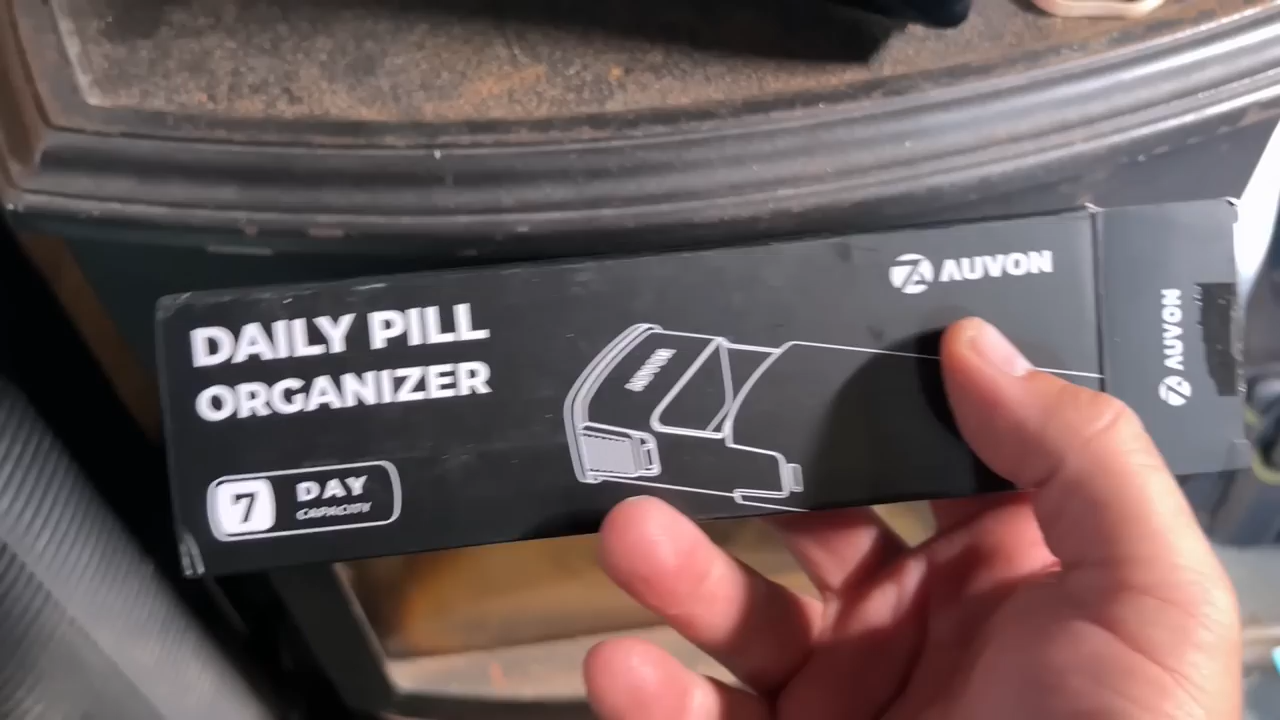 DAILY PILL
ORGANIZER
7
DAY
CAPACITY
AUVON
AUVON
AUVON